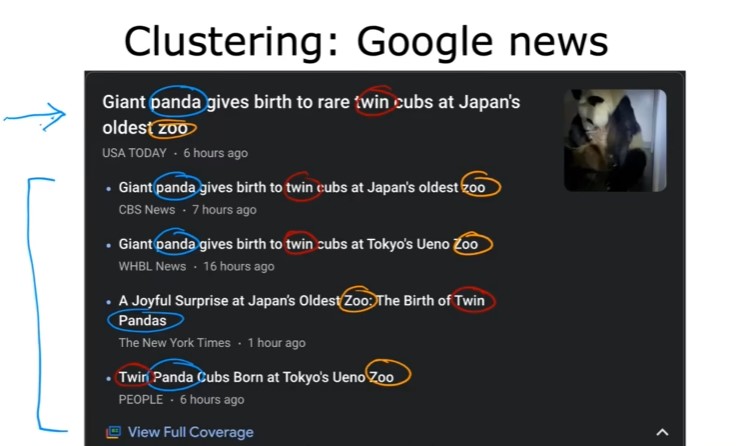 Clustering: Google news
Giant panda gives birth to rare twin cubs at Japan's
oldest zoo
USA TODAY · 6 hours ago
• Giant panda gives birth to twin cubs at Japan's oldest zoo
CBS News · 7 hours ago
• Giant panda gives birth to twin cubs at Tokyo's Ueno Zoo
WHBL News · 16 hours ago
• A Joyful Surprise at Japan's Oldest Zoo: The Birth of Twin
Pandas
The New York Times · 1 hour ago
• Twin Panda Cubs Born at Tokyo's Ueno Zoo
PEOPLE · 6 hours ago
View Full Coverage